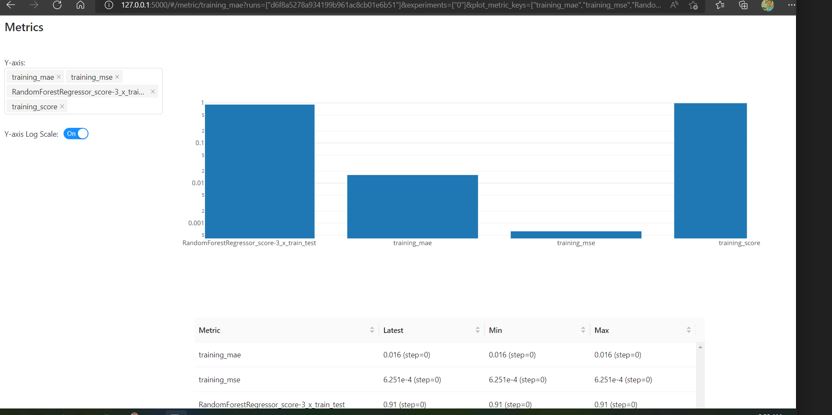 127.0.0.1:5000/#/metric/training_mae?runs=["d6f8a5278a934199b961ac8cb01e6b51"]&experiments=["0"]&plot_metric_keys=["training_mae","training_mse","Rando...
Metrics
Y-axis:
training_mae × training_mse ×
RandomForestRegressor_score-3_x_trai... ×
training_score ×
Y-axis Log Scale: On
1
5
2
0.1
5
2
0.01
5
2
0.001
5
RandomForestRegressor_score-3_x_train_test training_mae training_mse training_score
Metric Latest Min Max
training_mae 0.016 (step=0) 0.016 (step=0) 0.016 (step=0)
training_mse 6.251e-4 (step=0) 6.251e-4 (step=0) 6.251e-4 (step=0)
RandomForestRegressor_score-3_x_train_test 0.91 (step=0) 0.91 (step=0) 0.91 (step=0)